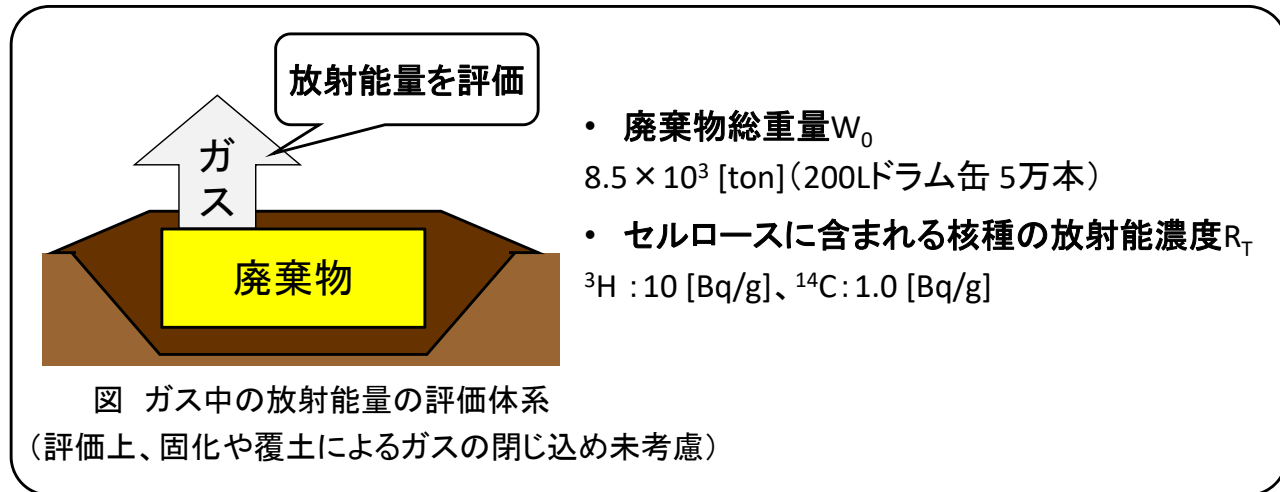 放射能量を評価
ガス
廃棄物
図 ガス中の放射能量の評価体系
(評価上、固化や覆土によるガスの閉じ込め未考慮)
• 廃棄物総重量W₀
8.5×10³ [ton](200Lドラム缶 5万本)
• セルロースに含まれる核種の放射能濃度R_T
³H :10 [Bq/g]、¹⁴C:1.0 [Bq/g]